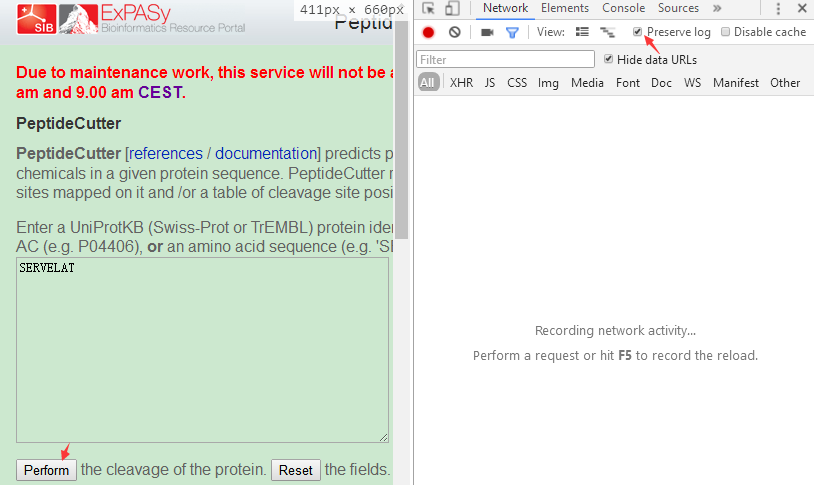 ExPASy
SIB
Bioinformatics Resource Portal
411px × 660px
Peptid
Due to maintenance work, this service will not be a
am and 9.00 am CEST.
PeptideCutter
PeptideCutter [references / documentation] predicts p
chemicals in a given protein sequence. PeptideCutter r
sites mapped on it and /or a table of cleavage site posi
Enter a UniProtKB (Swiss-Prot or TrEMBL) protein iden
AC (e.g. P04406), or an amino acid sequence (e.g. 'SE
SERVELAT
Perform the cleavage of the protein. Reset the fields.
Network Elements Console Sources »
View: Preserve log Disable cache
Filter Hide data URLs
All XHR JS CSS Img Media Font Doc WS Manifest Other
Recording network activity...
Perform a request or hit F5 to record the reload.